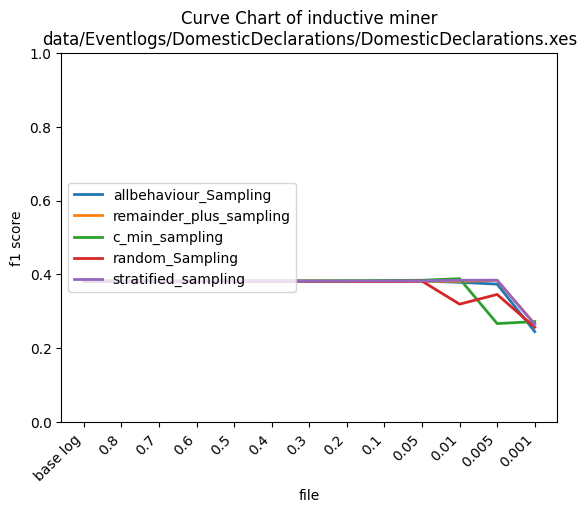 Curve Chart of inductive miner
data/Eventlogs/DomesticDeclarations/DomesticDeclarations.xes
1.0
0.8
0.6
0.4
0.2
0.0
f1 score
allbehaviour_Sampling
remainder_plus_sampling
c_min_sampling
random_Sampling
stratified_sampling
base log
0.8
0.7
0.6
0.5
0.4
0.3
0.2
0.1
0.05
0.01
0.005
0.001
file